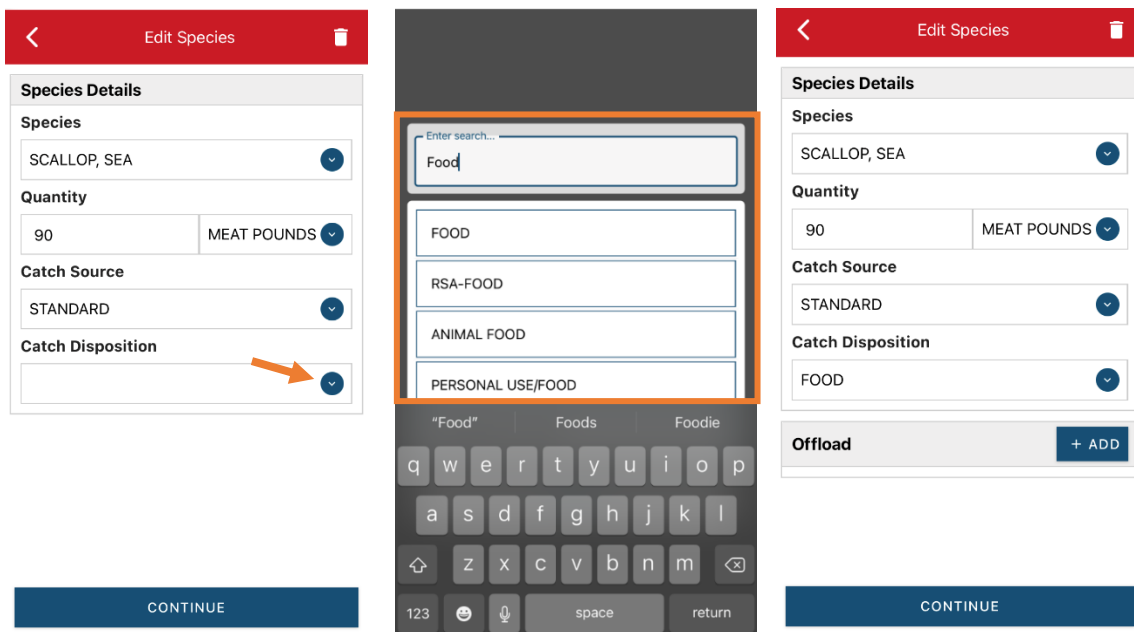 Edit Species
Species Details
Species
SCALLOP, SEA
Quantity
90 MEAT POUNDS
Catch Source
STANDARD
Catch Disposition
CONTINUE
Enter search...
Food
FOOD
RSA-FOOD
ANIMAL FOOD
PERSONAL USE/FOOD
“Food” Foods Foodie
q w e r t y u i o p
a s d f g h j k l
z x c v b n m
123 space return
Edit Species
Species Details
Species
SCALLOP, SEA
Quantity
90 MEAT POUNDS
Catch Source
STANDARD
Catch Disposition
FOOD
Offload + ADD
CONTINUE